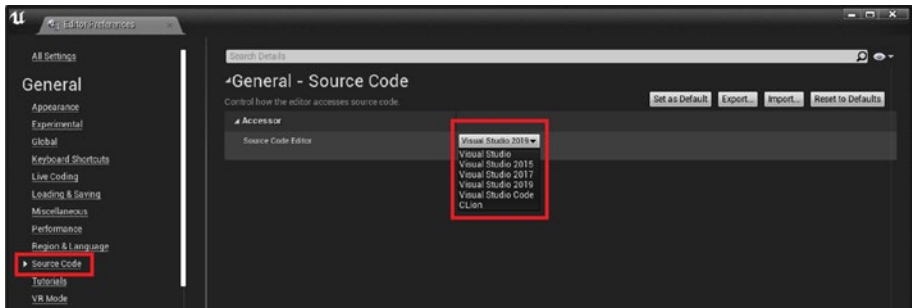 Editor Preferences
All Settings
General
Appearance
Experimental
Global
Keyboard Shortcuts
Live Coding
Loading & Saving
Miscellaneous
Performance
Region & Language
Source Code
Tutorials
VR Mode
Search Details
General - Source Code
Control how the editor accesses source code.
Set as Default Export... Import... Reset to Defaults
Accessor
Source Code Editor Visual Studio 2019
Visual Studio
Visual Studio 2015
Visual Studio 2017
Visual Studio 2019
Visual Studio Code
CLion